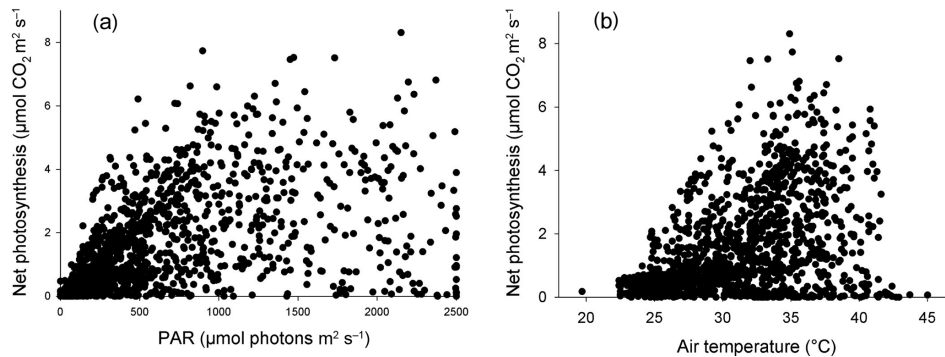 (a)
Net photosynthesis (µmol CO₂ m² s⁻¹)
8
6
4
2
0
0 500 1000 1500 2000 2500
PAR (µmol photons m² s⁻¹)
(b)
Net photosynthesis (µmol CO₂ m² s⁻¹)
8
6
4
2
0
20 25 30 35 40 45
Air temperature (°C)